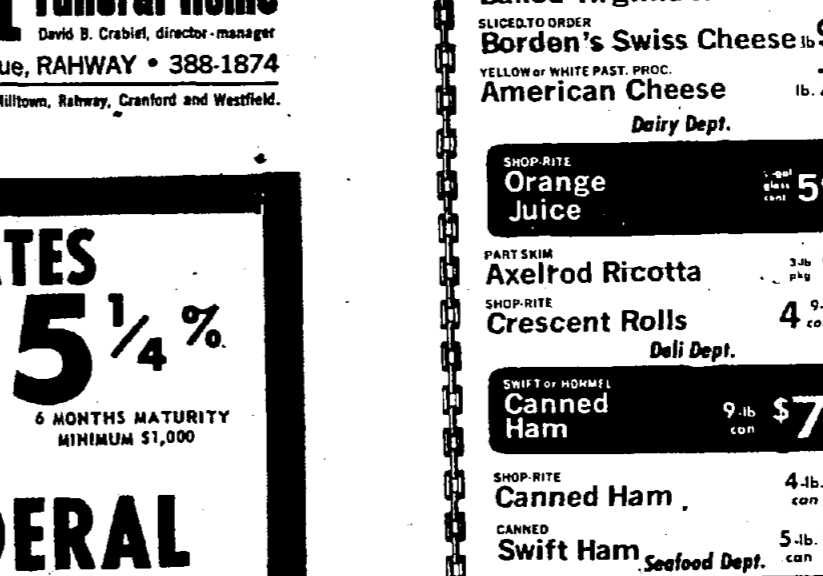 Funeral Home
David B. Crabiel, director-manager
ue, RAHWAY • 388-1874
Milltown, Rahway, Cranford and Westfield.
TES
5 1/4 %
6 MONTHS MATURITY
MINIMUM $1,000
DERAL
SLICED TO ORDER
Borden's Swiss Cheese lb
YELLOW or WHITE PAST. PROC.
American Cheese lb.
Dairy Dept.
SHOP-RITE
Orange
Juice
5
PART SKIM
Axelrod Ricotta 3-lb
pkg
SHOP-RITE
Crescent Rolls 4
Deli Dept.
SWIFT or HORMEL
Canned
Ham
9-lb
can
$7
SHOP-RITE
Canned Ham 4-lb.
can
CANNED
Swift Ham 5-lb.
can
Seafood Dept.